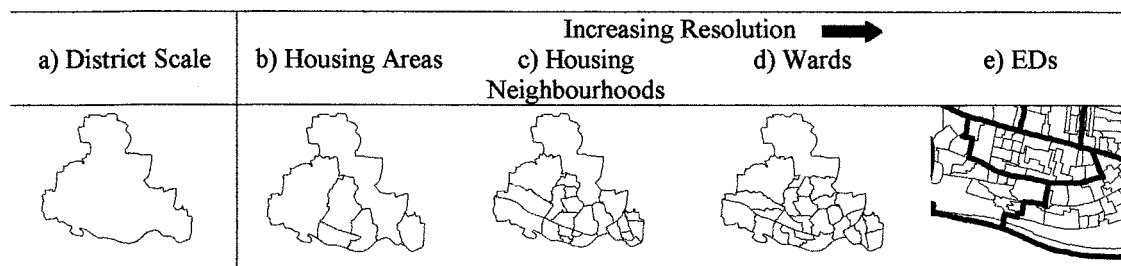 Increasing Resolution
a) District Scale
b) Housing Areas
c) Housing
Neighbourhoods
d) Wards
e) EDs